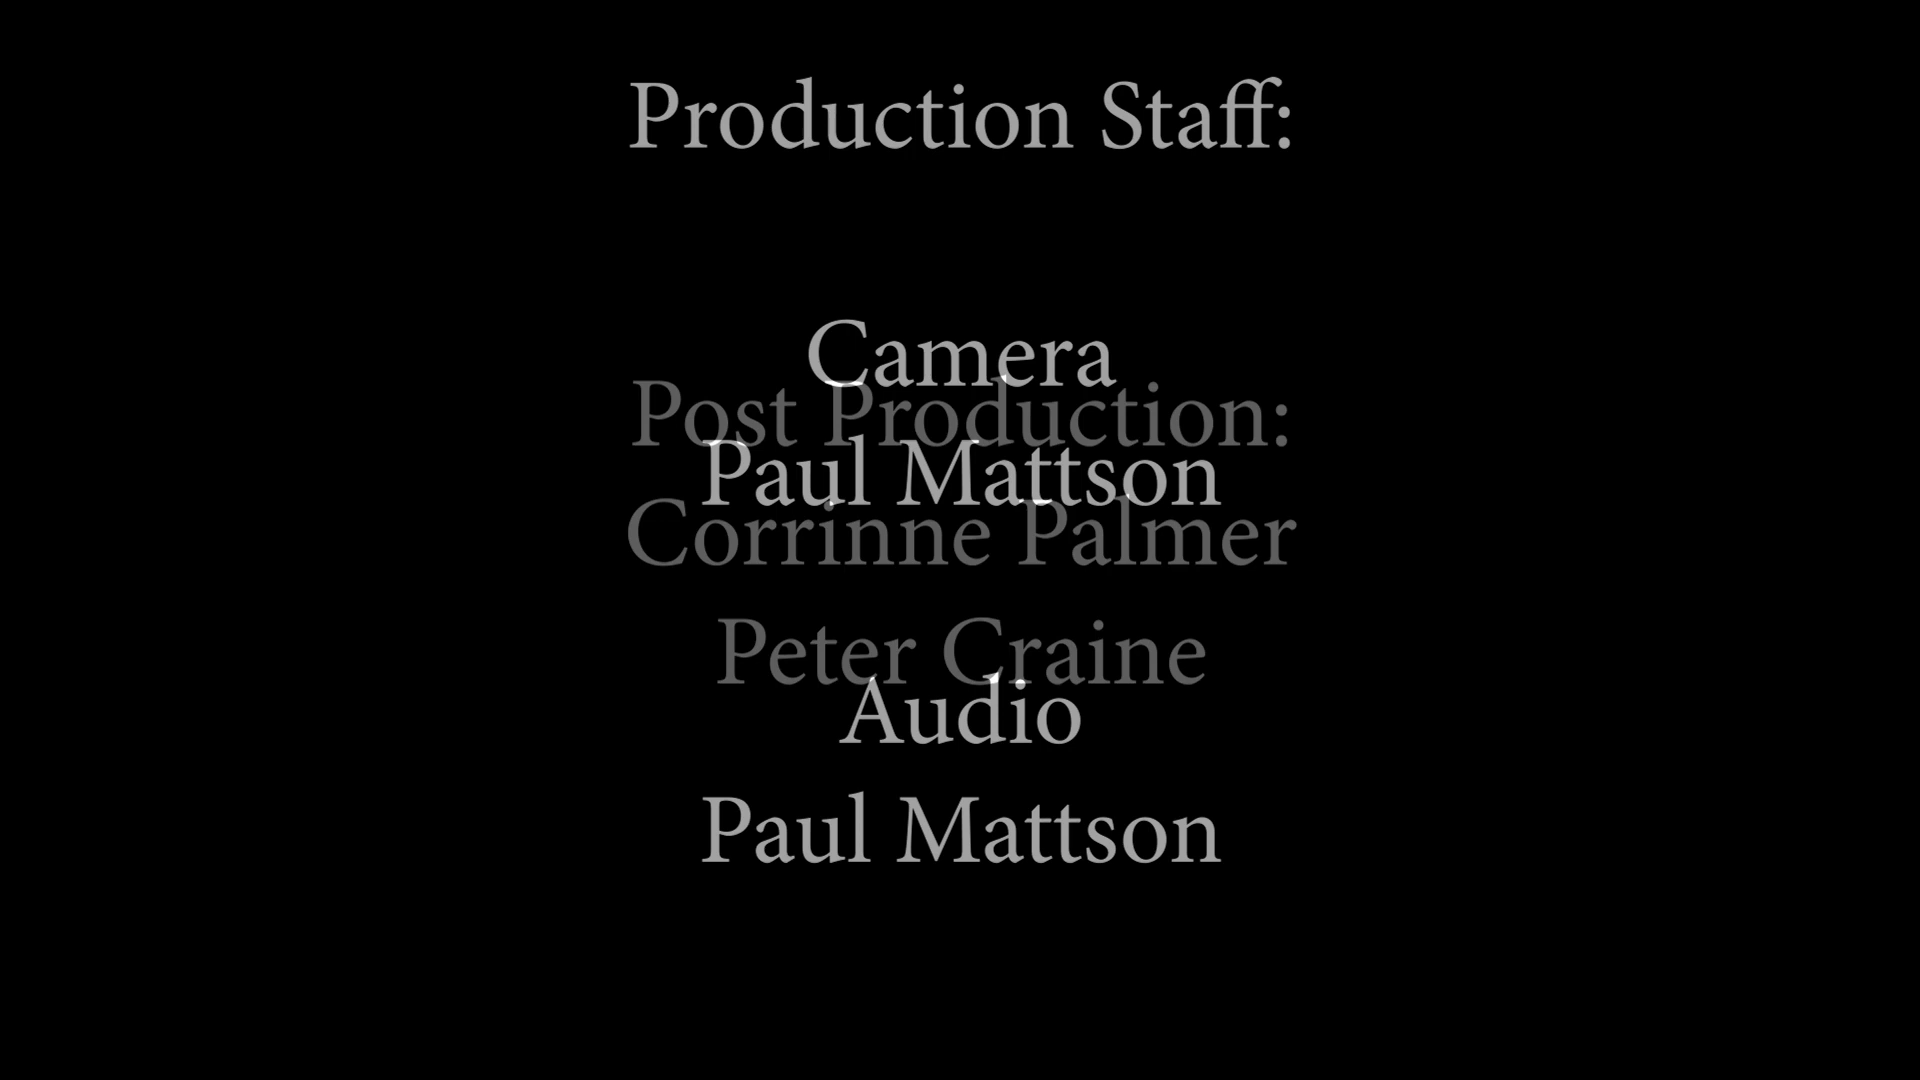 Production Staff:
Camera
Post Production:
Paul Mattson
Corrinne Palmer
Peter Craine
Audio
Paul Mattson